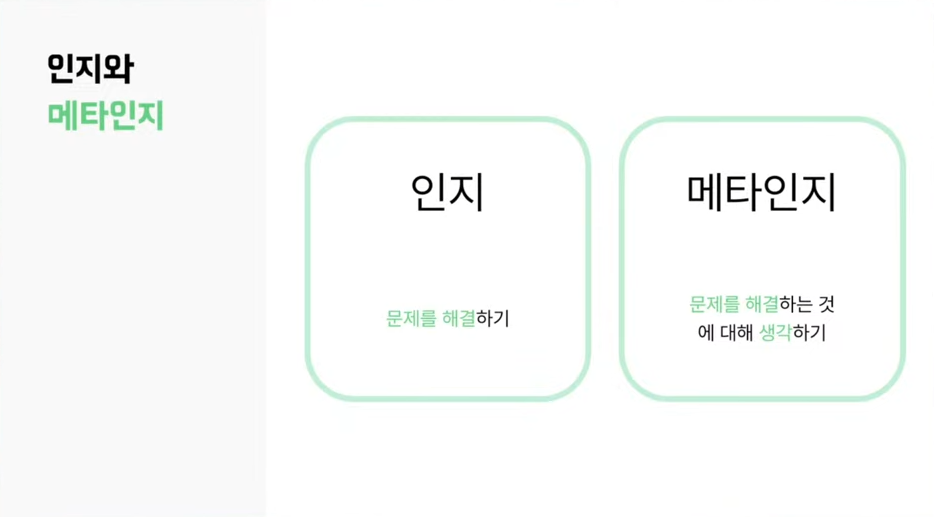 인지와
메타인지
인지
문제를 해결하기
메타인지
문제를 해결하는 것
에 대해 생각하기